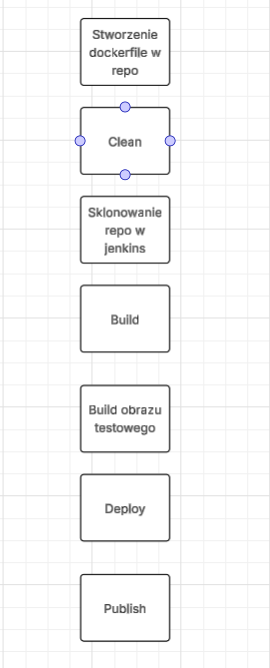 Stworzenie
dockerfile w
repo
Clean
Sklonowanie
repo w
jenkins
Build
Build obrazu
testowego
Deploy
Publish